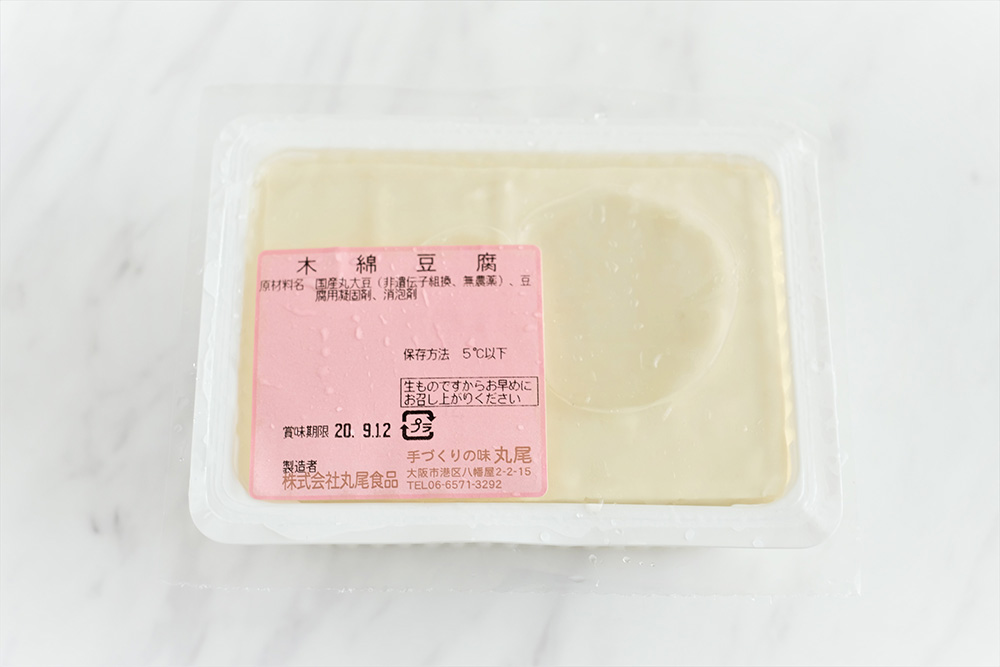 木綿豆腐
原材料名 国産丸大豆（非遺伝子組換、無農薬）、豆
腐用凝固剤、消泡剤
保存方法 5℃以下
生ものですからお早めに
お召し上がりください
賞味期限 20. 9.12
プラ
手づくりの味 丸尾
製造者
株式会社丸尾食品
大阪市港区八幡屋2-2-15
TEL06-6571-3292